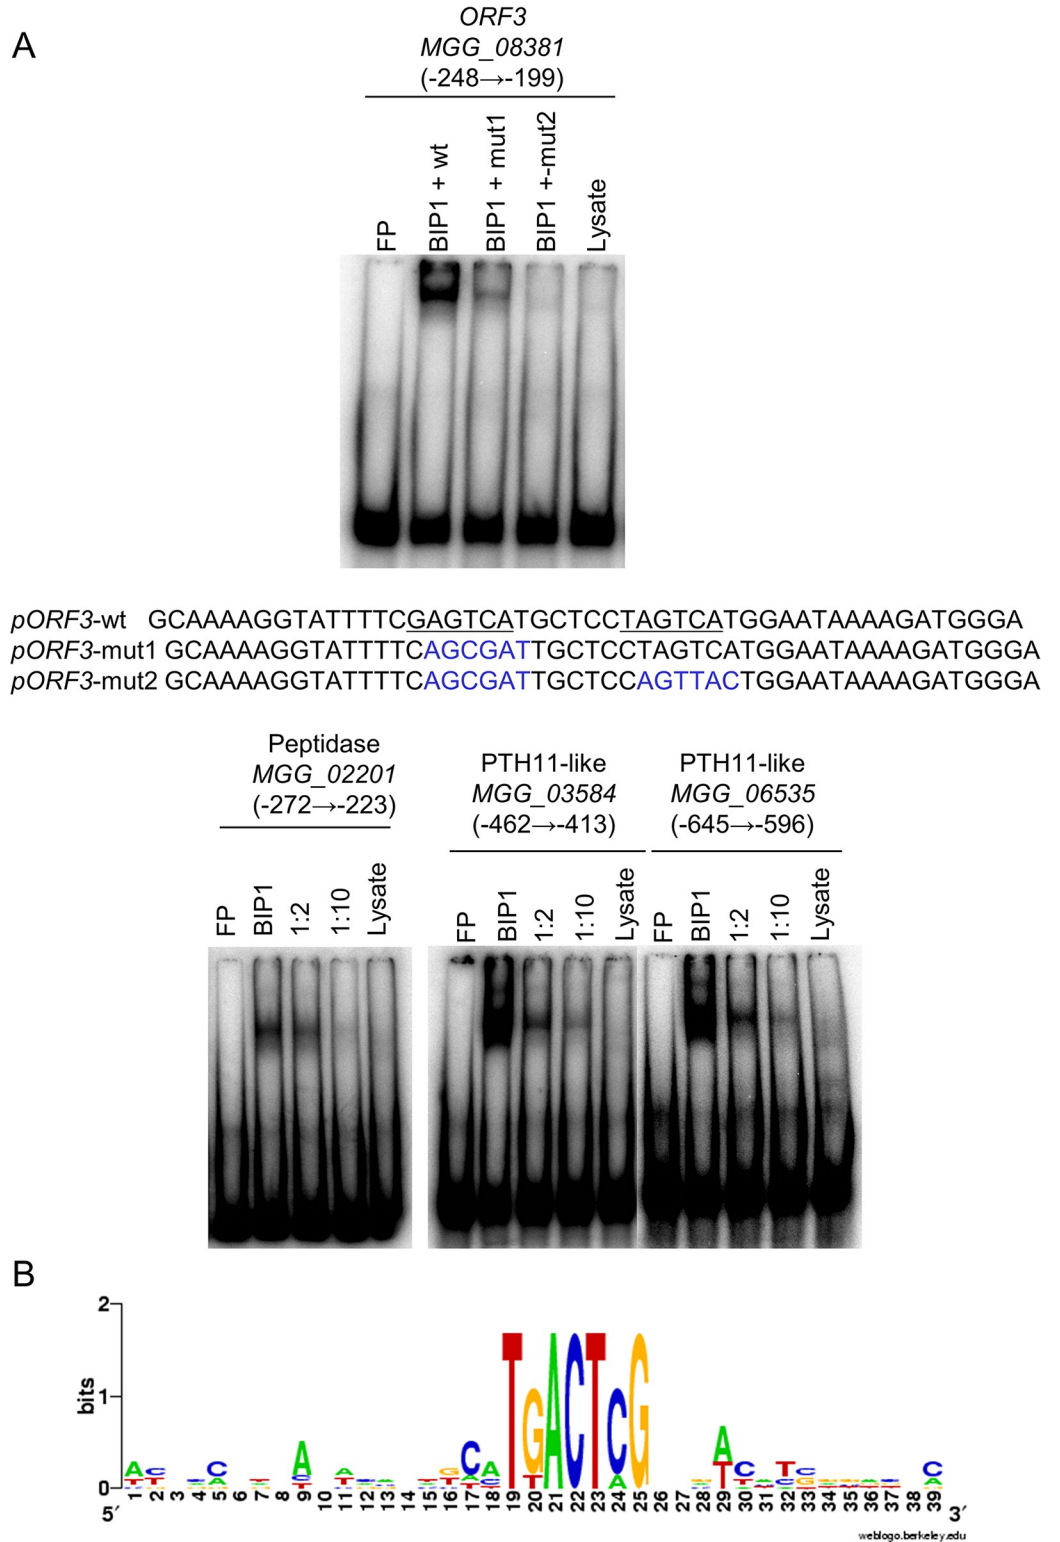 A
ORF3
MGG_08381
(-248→-199)
FP
BIP1 + wt
BIP1 + mut1
BIP1 +-mut2
Lysate
pORF3-wt GCAAAAGGTATTTTCGAGTCATGCTCCTAGTCATGGAATAAAAGATGGGA
pORF3-mut1 GCAAAAGGTATTTTCAGCGATTGCTCCTAGTCATGGAATAAAAGATGGGA
pORF3-mut2 GCAAAAGGTATTTTCAGCGATTGCTCCAGTTACTGGAATAAAAGATGGGA
Peptidase
MGG_02201
(-272→-223)
PTH11-like
MGG_03584
(-462→-413)
PTH11-like
MGG_06535
(-645→-596)
FP
BIP1
1:2
1:10
Lysate
FP
BIP1
1:2
1:10
Lysate
FP
BIP1
1:2
1:10
Lysate
B
2
bits
1
0
TGACTCG
5′
1 2 3 4 5 6 7 8 9 10 11 12 13 14 15 16 17 18 19 20 21 22 23 24 25 26 27 28 29 30 31 32 33 34 35 36 37 38 39
3′
weblogo.berkeley.edu